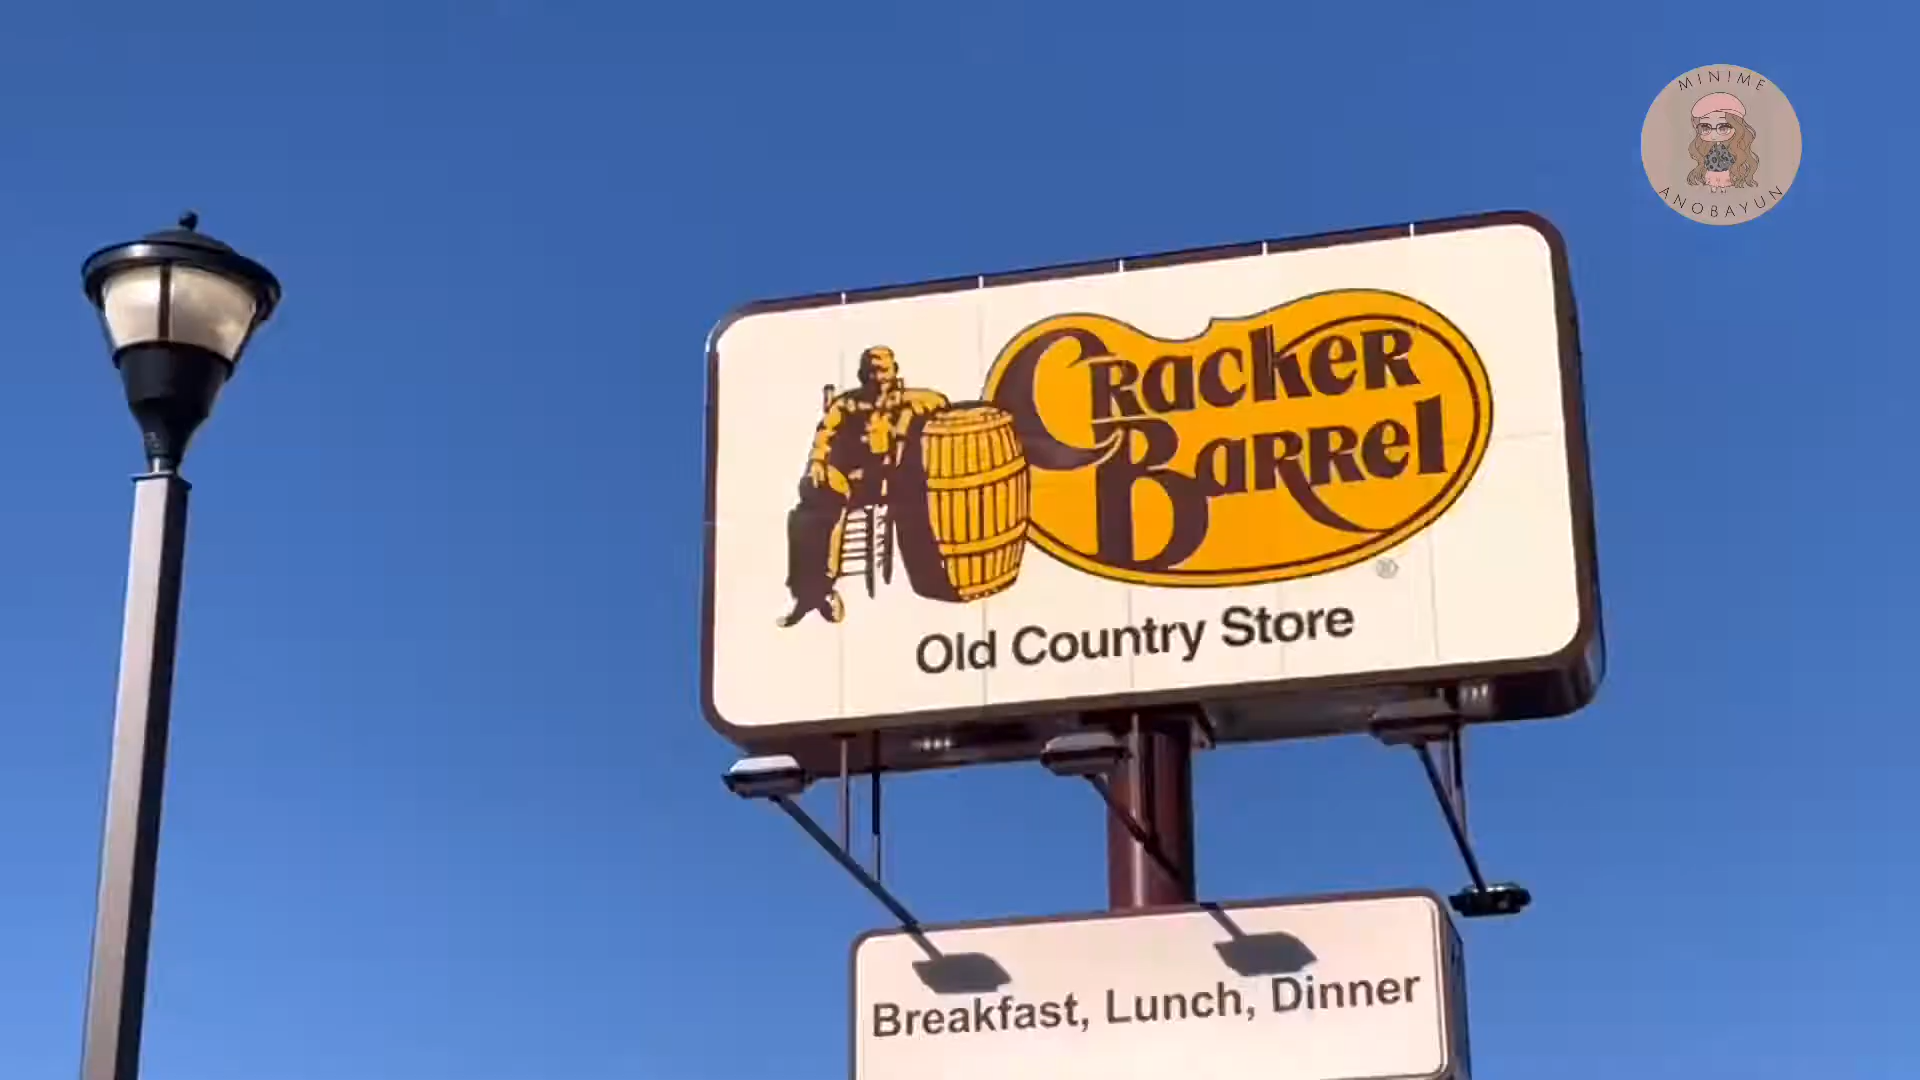 MINIME
ANOBAYUN
Cracker
Barrel
®
Old Country Store
Breakfast, Lunch, Dinner